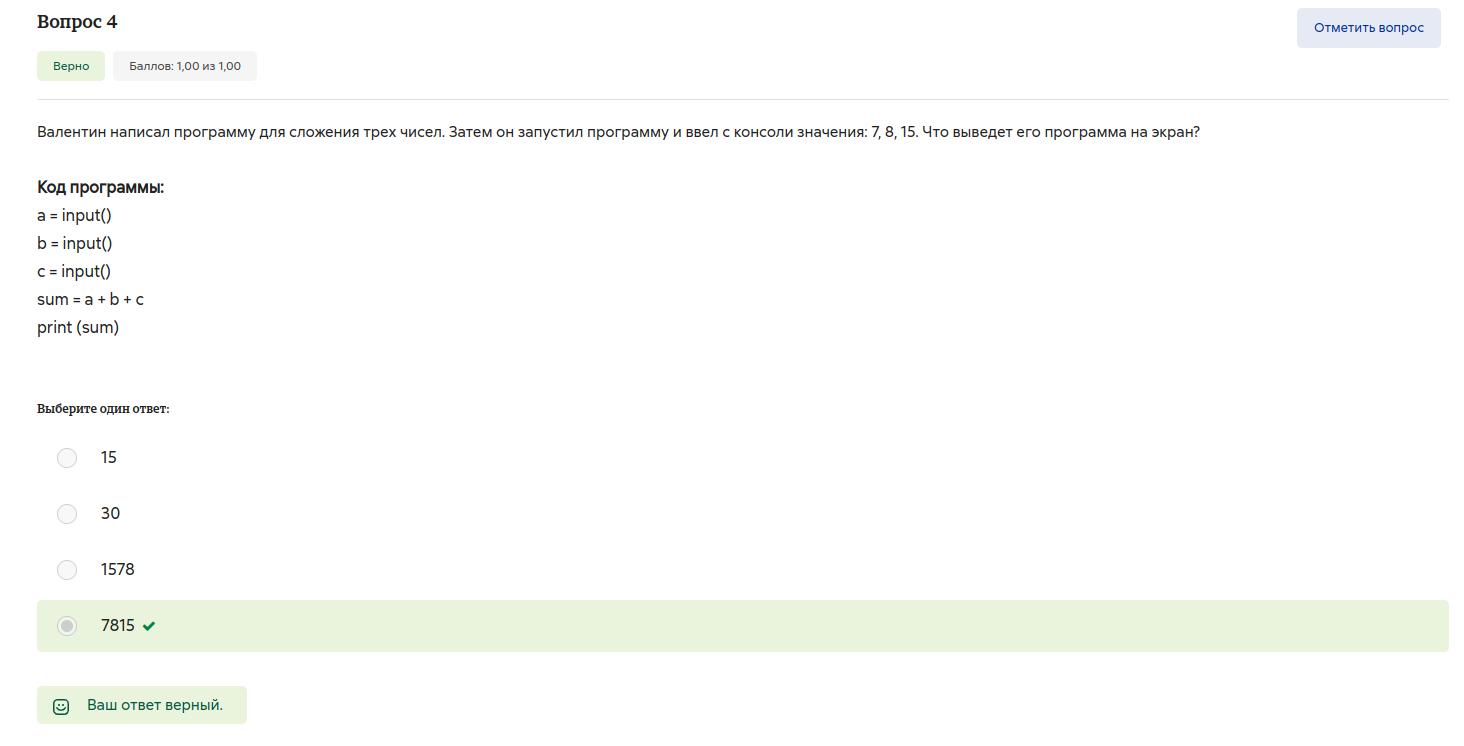 Вопрос 4
Отметить вопрос
Верно
Баллов: 1,00 из 1,00
Валентин написал программу для сложения трех чисел. Затем он запустил программу и ввел с консоли значения: 7, 8, 15. Что выведет его программа на экран?
Код программы:
a = input()
b = input()
c = input()
sum = a + b + c
print (sum)
Выберите один ответ:
15
30
1578
7815
Ваш ответ верный.